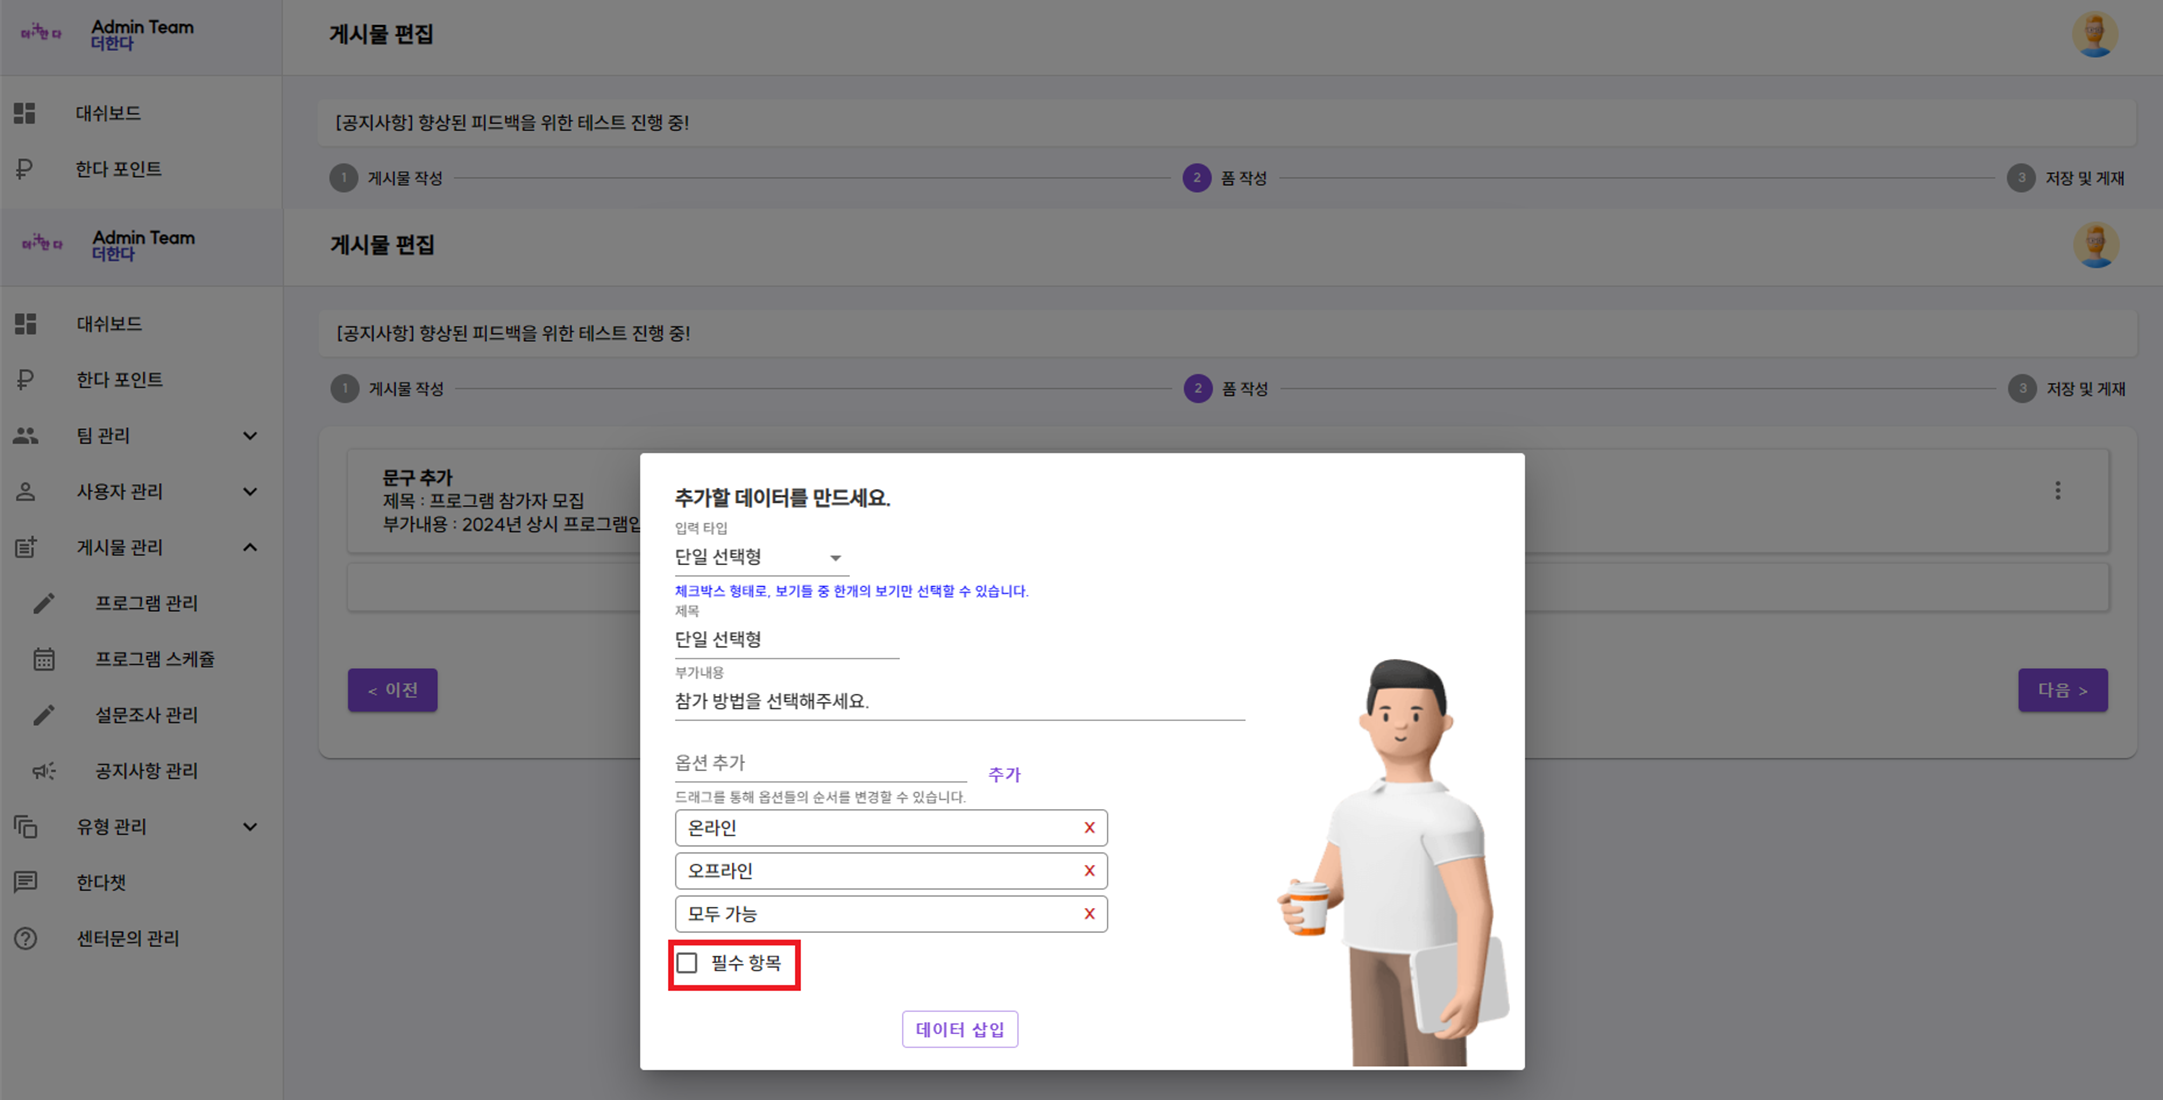 더한다
Admin Team
더한다
게시물 편집
대쉬보드
한다 포인트
[공지사항] 향상된 피드백을 위한 테스트 진행 중!
1 게시물 작성
2 폼 작성
3 저장 및 게재
더한다
Admin Team
더한다
게시물 편집
대쉬보드
한다 포인트
팀 관리
사용자 관리
게시물 관리
프로그램 관리
프로그램 스케쥴
설문조사 관리
공지사항 관리
유형 관리
한다챗
센터문의 관리
[공지사항] 향상된 피드백을 위한 테스트 진행 중!
1 게시물 작성
2 폼 작성
3 저장 및 게재
문구 추가
제목 : 프로그램 참가자 모집
부가내용 : 2024년 상시 프로그램입
< 이전
다음 >
추가할 데이터를 만드세요.
입력 타입
단일 선택형
체크박스 형태로, 보기들 중 한개의 보기만 선택할 수 있습니다.
제목
단일 선택형
부가내용
참가 방법을 선택해주세요.
옵션 추가
추가
드래그를 통해 옵션들의 순서를 변경할 수 있습니다.
온라인 X
오프라인 X
모두 가능 X
필수 항목
데이터 삽입